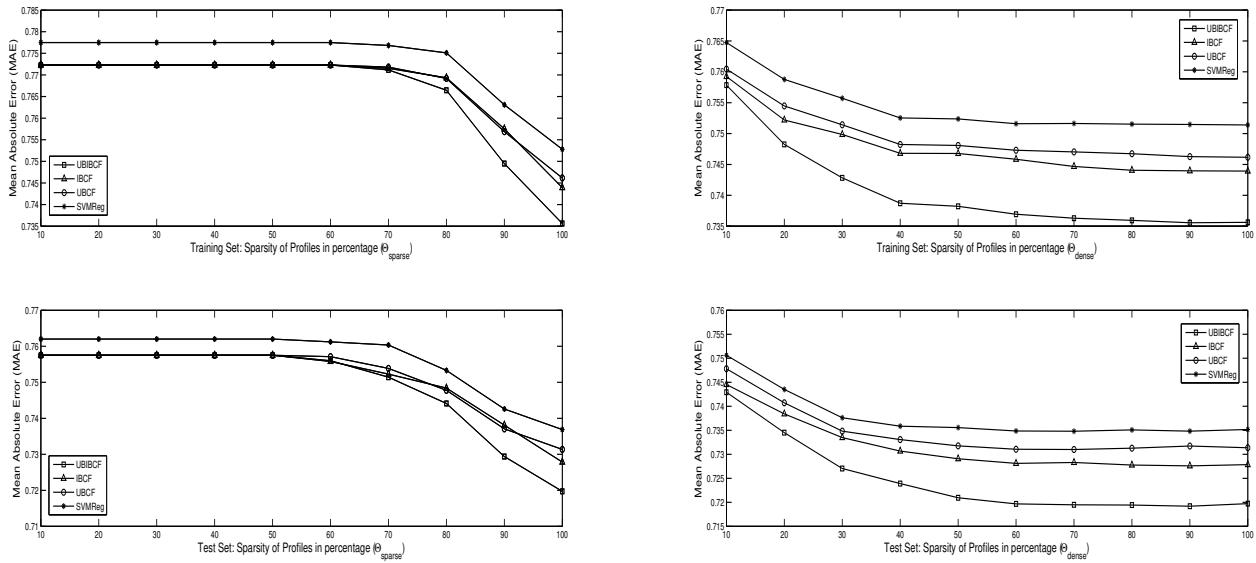 0.785
0.78
0.775
0.77
0.765
0.76
0.755
0.75
0.745
0.74
0.735
Mean Absolute Error (MAE)
UBIBCF
IBCF
UBCF
SVMReg
10 20 30 40 50 60 70 80 90 100
Training Set: Sparsity of Profiles in percentage (Θsparse)
0.77
0.765
0.76
0.755
0.75
0.745
0.74
0.735
Mean Absolute Error (MAE)
UBIBCF
IBCF
UBCF
SVMReg
10 20 30 40 50 60 70 80 90 100
Training Set: Sparsity of Profiles in percentage (Θdense)
0.77
0.76
0.75
0.74
0.73
0.72
0.71
Mean Absolute Error (MAE)
UBIBCF
IBCF
UBCF
SVMReg
10 20 30 40 50 60 70 80 90 100
Test Set: Sparsity of Profiles in percentage (Θsparse)
0.76
0.755
0.75
0.745
0.74
0.735
0.73
0.725
0.72
0.715
Mean Absolute Error (MAE)
UBIBCF
IBCF
UBCF
SVMReg
10 20 30 40 50 60 70 80 90 100
Test Set: Sparsity of Profiles in percentage (Θdense)